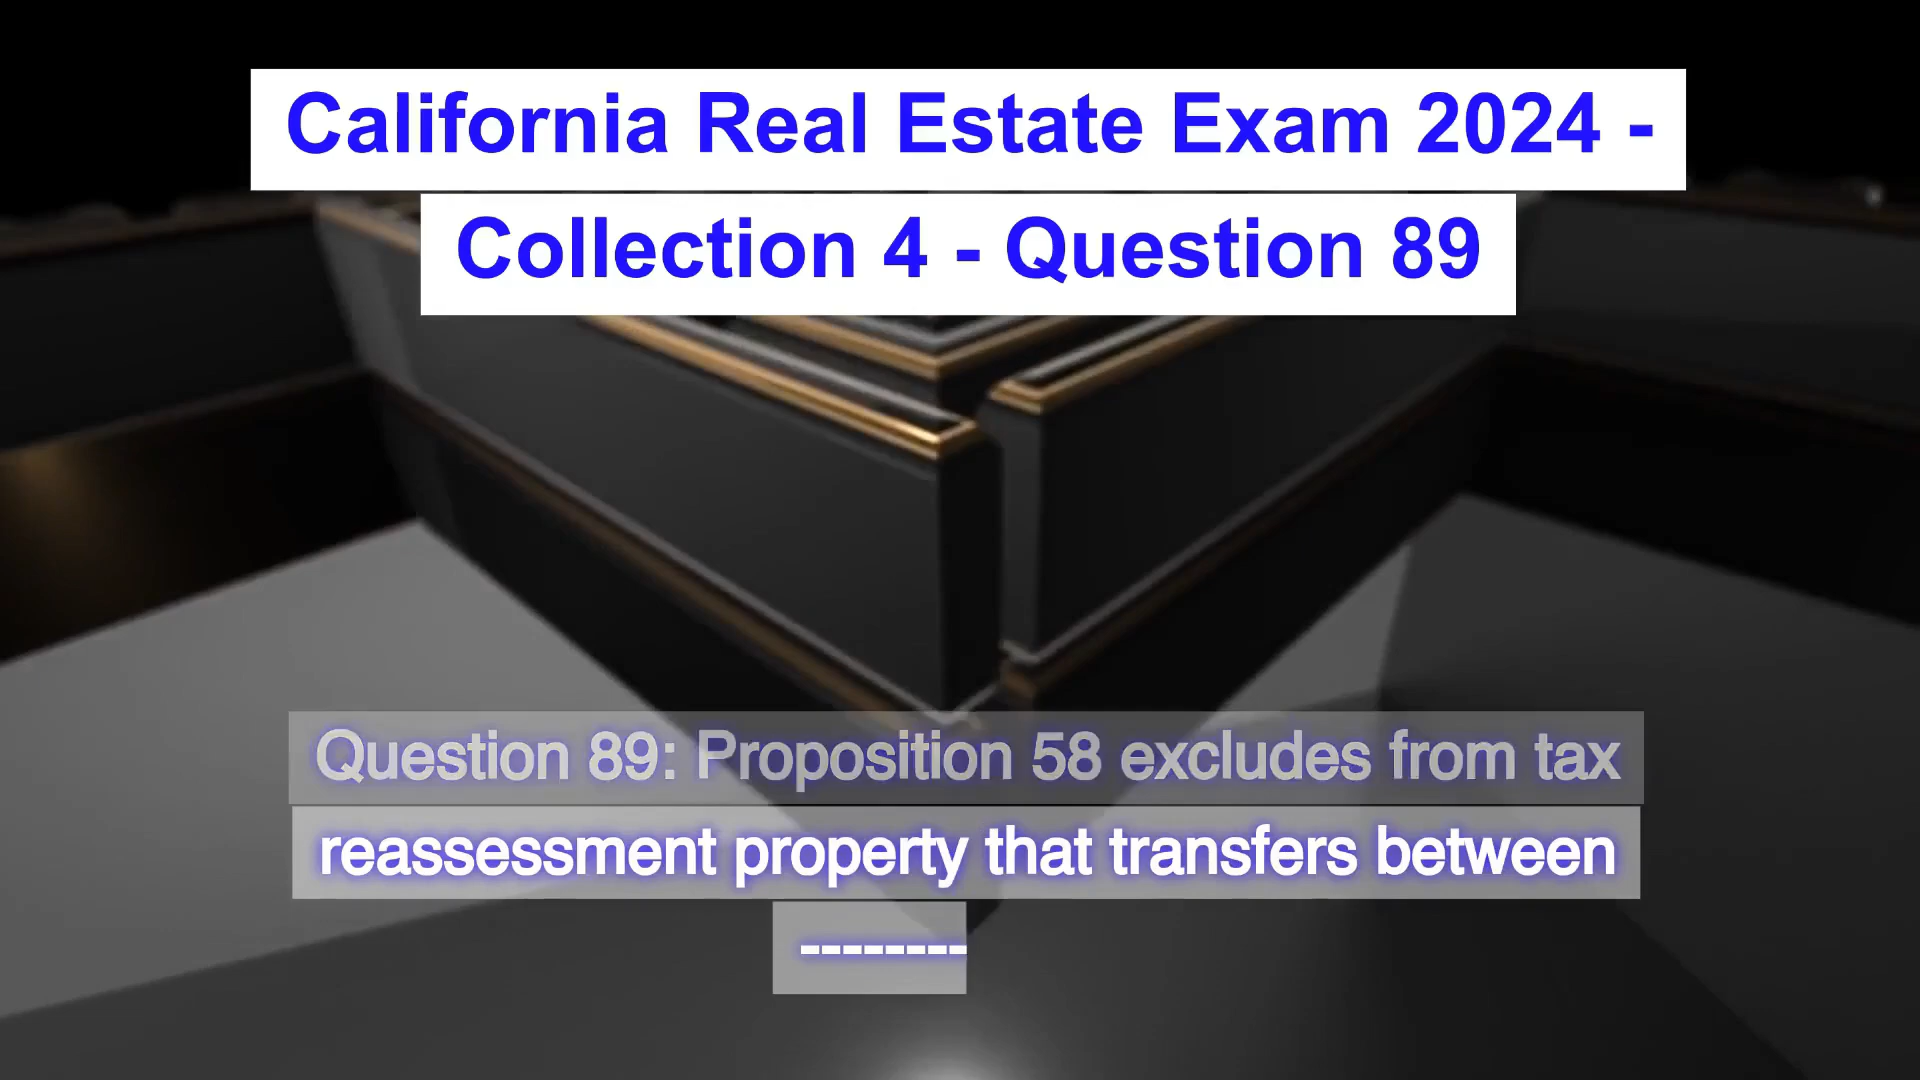 California Real Estate Exam 2024 -
Collection 4 - Question 89
Question 89: Proposition 58 excludes from tax
reassessment property that transfers between
--------